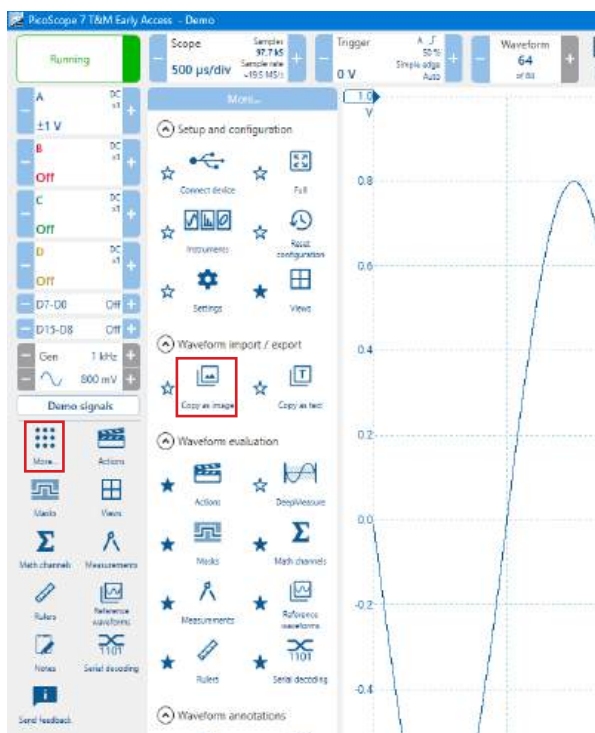 PicoScope 7 T&M Early Access - Demo
Running
Scope
500 µs/div
Samples
97.7 kS
Sample rate
~195 MS/s
Trigger
0 V
50 %
Simple edge
Auto
Waveform
64
of 64
A
DC
x1
±1 V
B
DC
x1
Off
C
DC
x1
Off
D
DC
x1
Off
D7-D0 Off
D15-D8 Off
Gen 1 kHz
800 mV
Demo signals
More...
Actions
Masks
Views
Math channels
Measurements
Rulers
Reference waveforms
Notes
Serial decoding
Send feedback
More...
Setup and configuration
Connect device
Full
Instruments
Reset configuration
Settings
Views
Waveform import / export
Copy as image
Copy as text
Waveform evaluation
Actions
DeepMeasure
Masks
Math channels
Measurements
Reference waveforms
Rulers
Serial decoding
Waveform annotations
1.0
V
0.8
0.6
0.4
0.2
0.0
-0.2
-0.4